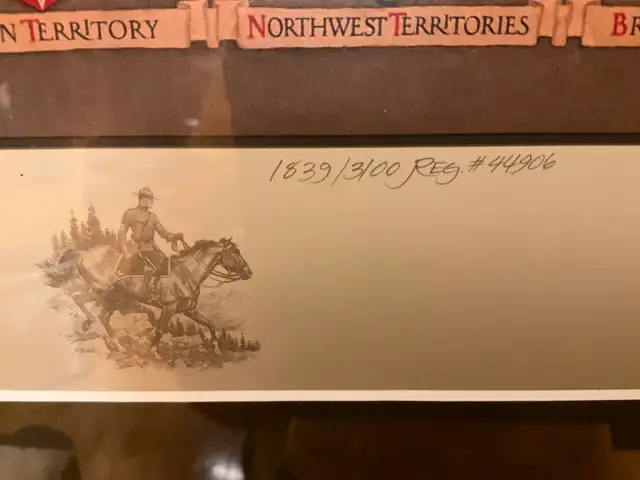 N TERRITORY
NORTHWEST TERRITORIES
BR
1839/3100 REG. #44906